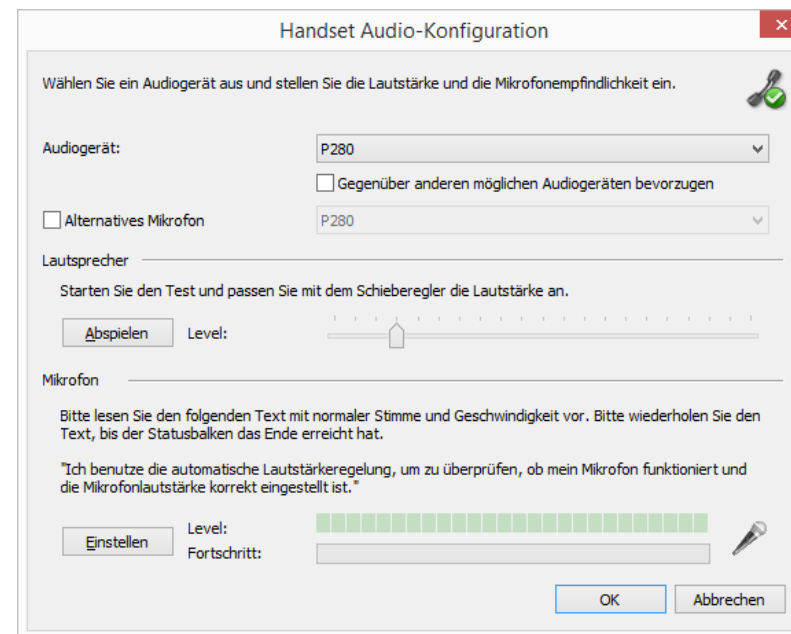 Handset Audio-Konfiguration
Wählen Sie ein Audiogerät aus und stellen Sie die Lautstärke und die Mikrofonempfindlichkeit ein.
Audiogerät:
P280
Gegenüber anderen möglichen Audiogeräten bevorzugen
Alternatives Mikrofon
P280
Lautsprecher
Starten Sie den Test und passen Sie mit dem Schieberegler die Lautstärke an.
Abspielen
Level:
Mikrofon
Bitte lesen Sie den folgenden Text mit normaler Stimme und Geschwindigkeit vor. Bitte wiederholen Sie den
Text, bis der Statusbalken das Ende erreicht hat.
"Ich benutze die automatische Lautstärkeregelung, um zu überprüfen, ob mein Mikrofon funktioniert und
die Mikrofonlautstärke korrekt eingestellt ist."
Einstellen
Level:
Fortschritt:
OK
Abbrechen